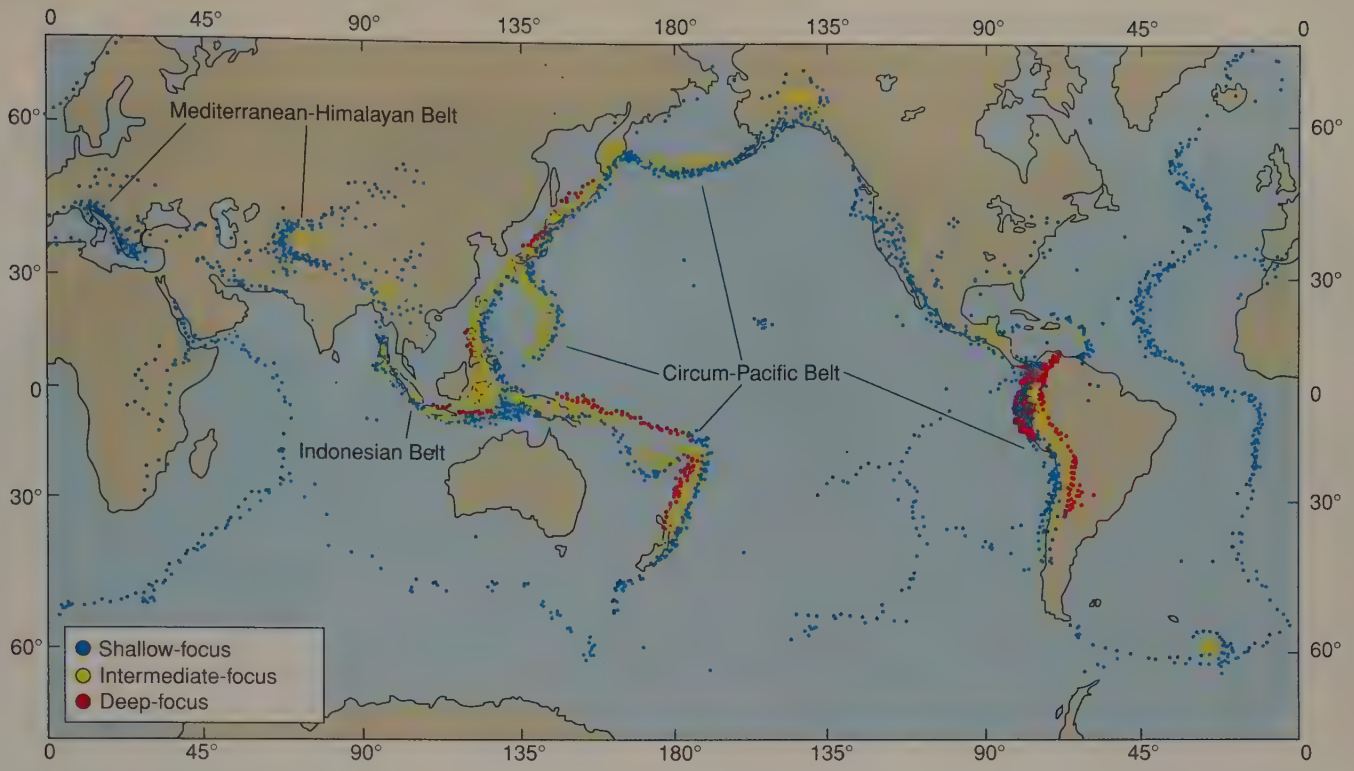 0 45° 90° 135° 180° 135° 90° 45° 0
Mediterranean-Himalayan Belt
60° 60°
30° 30°
Circum-Pacific Belt
0 0
Indonesian Belt
30° 30°
60° 60°
Shallow-focus
Intermediate-focus
Deep-focus
0 45° 90° 135° 180° 135° 90° 45° 0